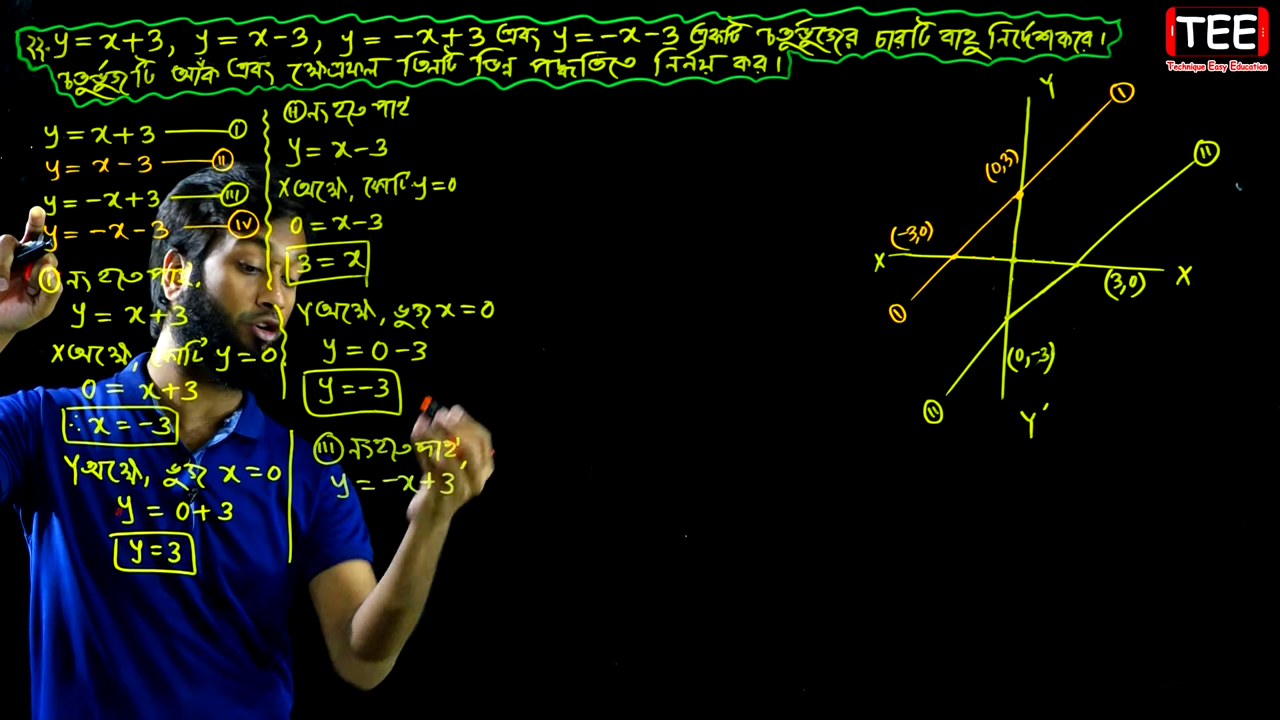 ২২. y = x+3, y = x-3, y = -x+3 এবং y = -x-3 একটি চতুর্ভুজের চারটি বাহু নির্দেশ করে।
চতুর্ভুজটি আঁক এবং ক্ষেত্রফল তিনটি ভিন্ন পদ্ধতিতে নির্নয় কর।
TEE
Technique Easy Education
y = x+3 — i
y = x-3 — ii
y = -x+3 — iii
y = -x-3 — iv
i নং হতে পাই,
y = x+3
X অক্ষে, কোটি y = 0
0 = x+3
∴ x = -3
Y অক্ষে, ভুজ x = 0
y = 0+3
y = 3
ii নং হতে পাই
y = x-3
X অক্ষে, কোটি y = 0
0 = x-3
3 = x
Y অক্ষে, ভুজ x = 0
y = 0-3
y = -3
iii নং হতে পাই,
y = -x+3
Y
i
ii
(0,3)
(-3,0)
X
X
(3,0)
i
(0,-3)
ii
Y'